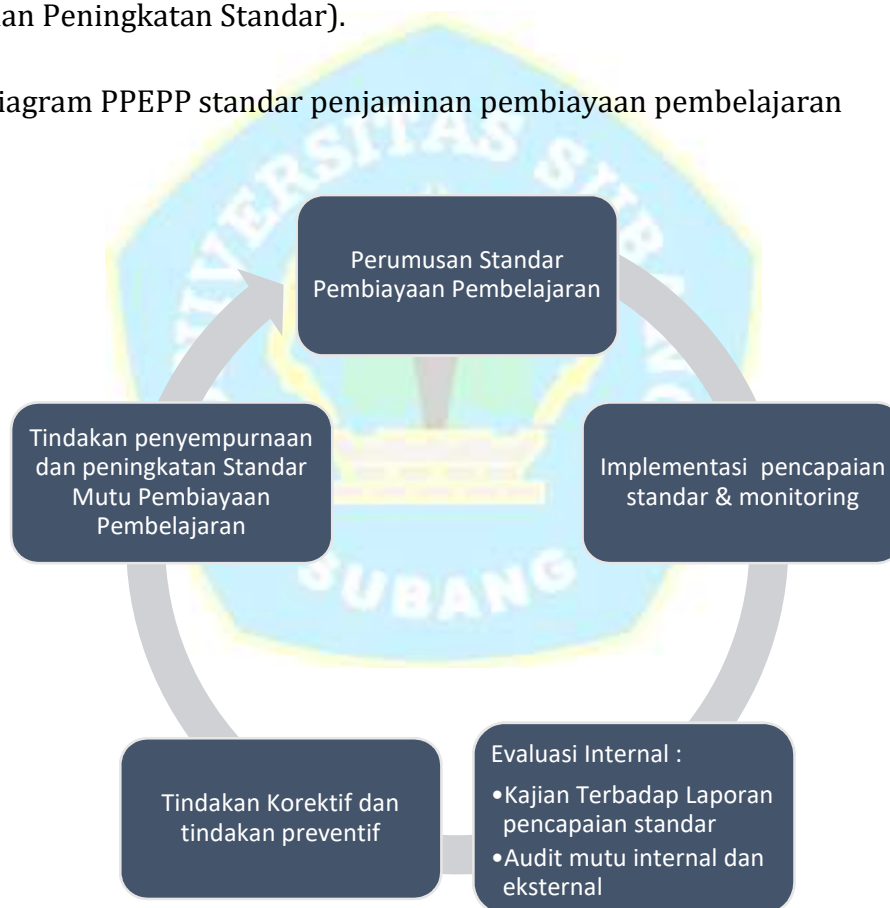 an Peningkatan Standar).
iagram PPEPP standar penjaminan pembiayaan pembelajaran
UNIVERSITAS SUBANG
Perumusan Standar
Pembiayaan Pembelajaran
Implementasi pencapaian
standar & monitoring
Evaluasi Internal :
•Kajian Terbadap Laporan
pencapaian standar
•Audit mutu internal dan
eksternal
Tindakan Korektif dan
tindakan preventif
Tindakan penyempurnaan
dan peningkatan Standar
Mutu Pembiayaan
Pembelajaran
SUBANG